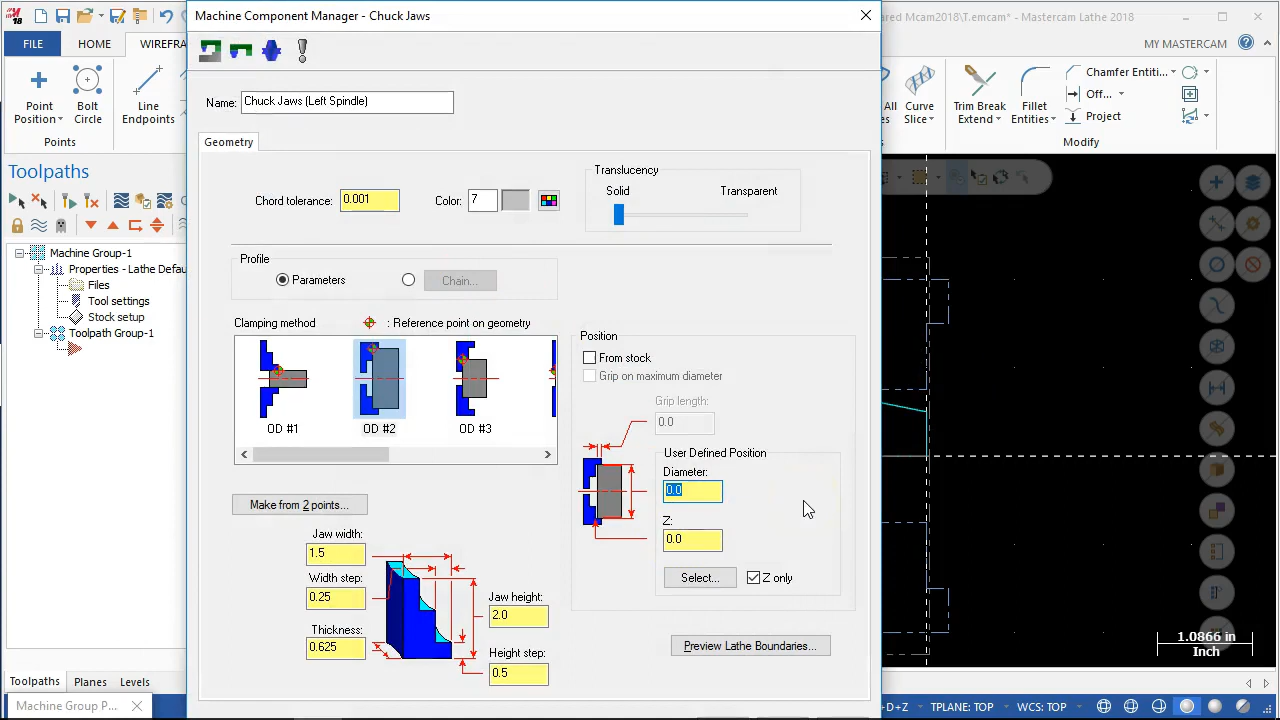 18
Machine Component Manager - Chuck Jaws
ared Mcam2018\T.emcam* - Mastercam Lathe 2018
FILE
HOME
WIREFR
MY MASTERCAM
Point
Position
Bolt
Circle
Line
Endpoints
Points
All
Curve
Slice
Trim Break
Extend
Fillet
Entities
Chamfer Entiti...
Off...
Project
Modify
Name:
Chuck Jaws (Left Spindle)
Geometry
Toolpaths
Machine Group-1
Properties - Lathe Defau
Files
Tool settings
Stock setup
Toolpath Group-1
Chord tolerance:
0.001
Color:
7
Translucency
Solid
Transparent
Profile
Parameters
Chain...
Clamping method
: Reference point on geometry
OD #1
OD #2
OD #3
Position
From stock
Grip on maximum diameter
Grip length:
0.0
User Defined Position
Diameter:
0.0
Z:
0.0
Select...
Z only
Make from 2 points...
Jaw width:
1.5
Width step:
0.25
Thickness:
0.625
Jaw height:
2.0
Height step:
0.5
Preview Lathe Boundaries...
1.0866 in
Inch
Toolpaths
Planes
Levels
Machine Group P...
+D+Z
TPLANE: TOP
WCS: TOP